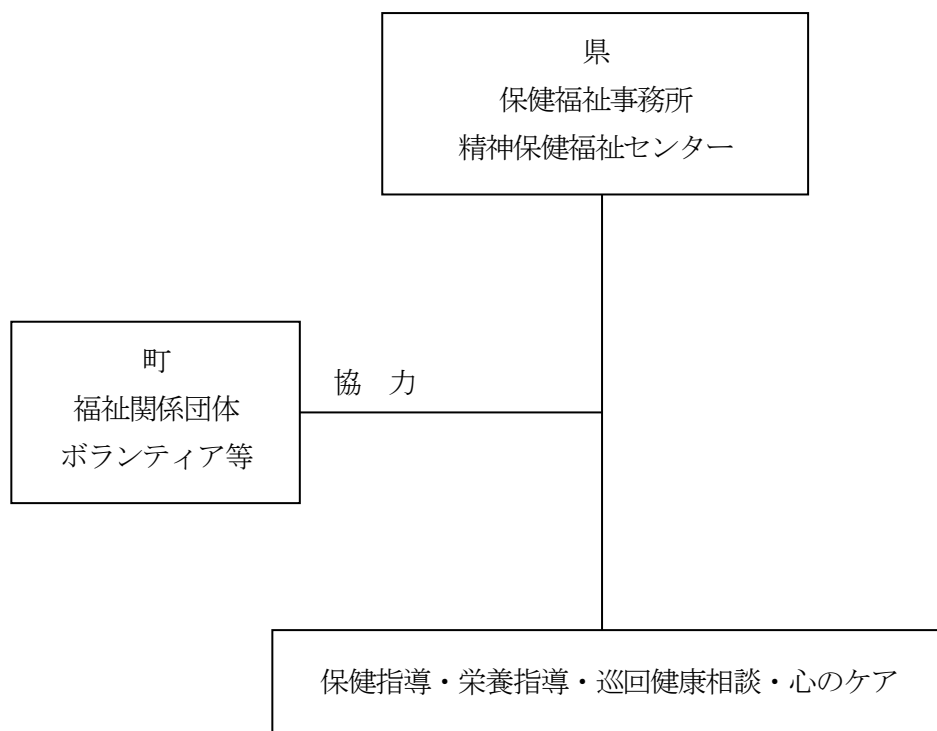 県
保健福祉事務所
精神保健福祉センター
町
福祉関係団体
ボランティア等
協　力
保健指導・栄養指導・巡回健康相談・心のケア